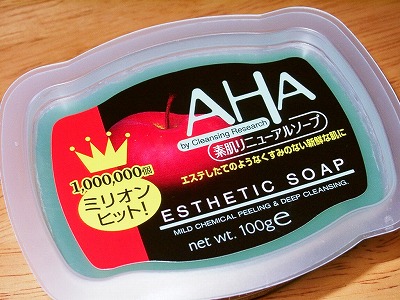 AHA
by Cleansing Research
素肌リニューアルソープ
エステしたてのようなくすみのない新鮮な肌に
1,000,000個
ミリオン
ヒット!
ESTHETIC SOAP
MILD CHEMICAL PEELING & DEEP CLEANSING.
net wt. 100g℮